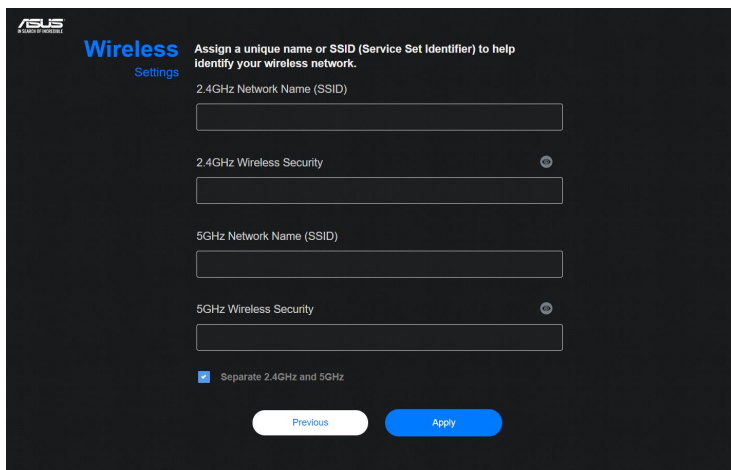 ASUS
IN SEARCH OF INCREDIBLE
Wireless
Settings
Assign a unique name or SSID (Service Set Identifier) to help
identify your wireless network.
2.4GHz Network Name (SSID)
2.4GHz Wireless Security
5GHz Network Name (SSID)
5GHz Wireless Security
Separate 2.4GHz and 5GHz
Previous
Apply